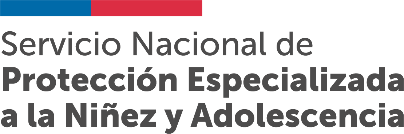 Servicio Nacional de
Protección Especializada
a la Niñez y Adolescencia